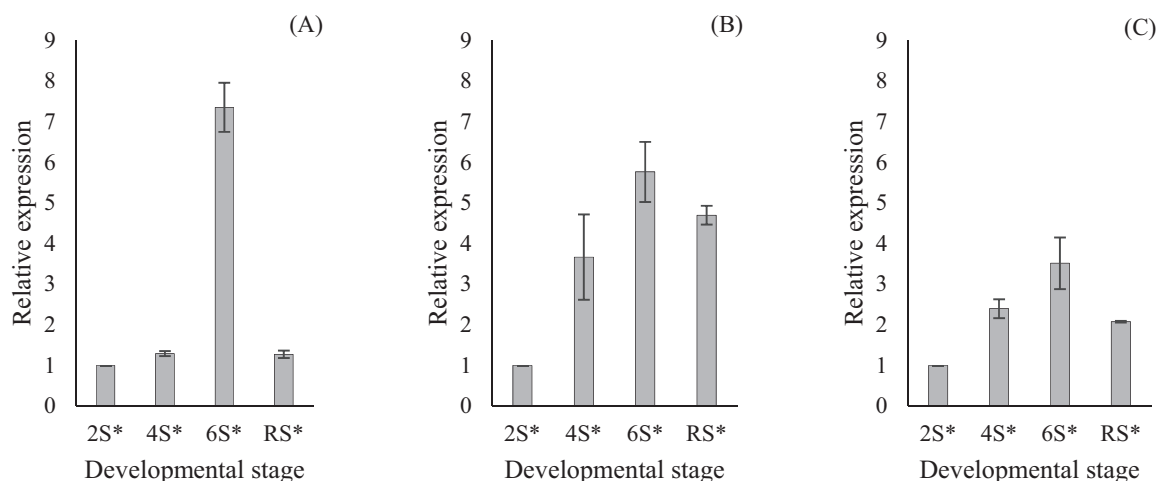 (A)
9
8
7
6
5
4
3
2
1
0
Relative expression
2S* 4S* 6S* RS*
Developmental stage
(B)
9
8
7
6
5
4
3
2
1
0
Relative expression
2S* 4S* 6S* RS*
Developmental stage
(C)
9
8
7
6
5
4
3
2
1
0
Relative expression
2S* 4S* 6S* RS*
Developmental stage